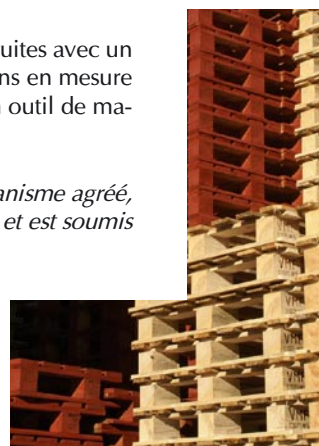 uites avec un
ns en mesure
outil de ma-
anisme agréé,
et est soumis